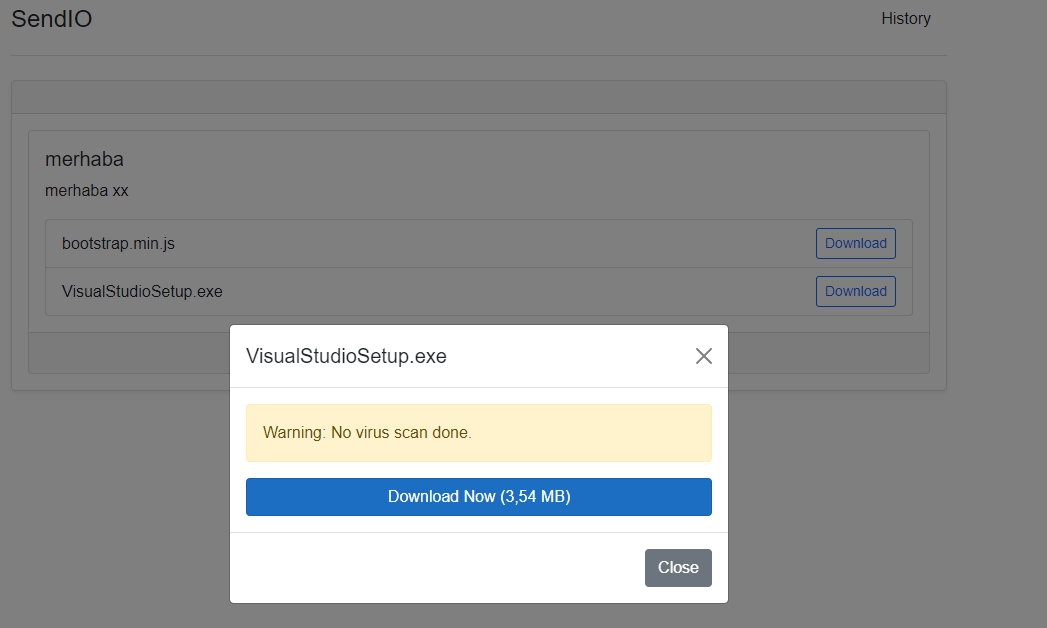 SendIO
History
merhaba
merhaba xx
bootstrap.min.js
Download
VisualStudioSetup.exe
Download
VisualStudioSetup.exe
Warning: No virus scan done.
Download Now (3,54 MB)
Close